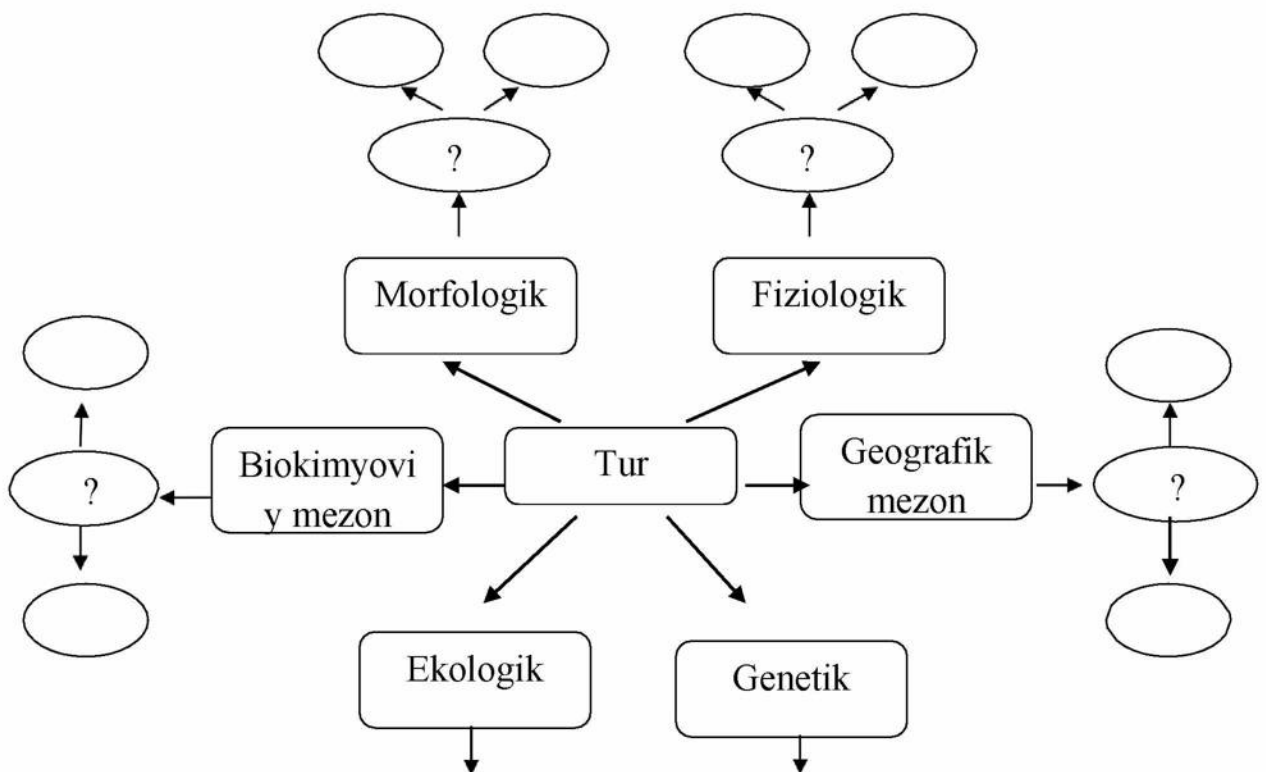 ?
?
Morfologik
Fiziologik
Biokimyovi
y mezon
Tur
Geografik
mezon
?
?
Ekologik
Genetik